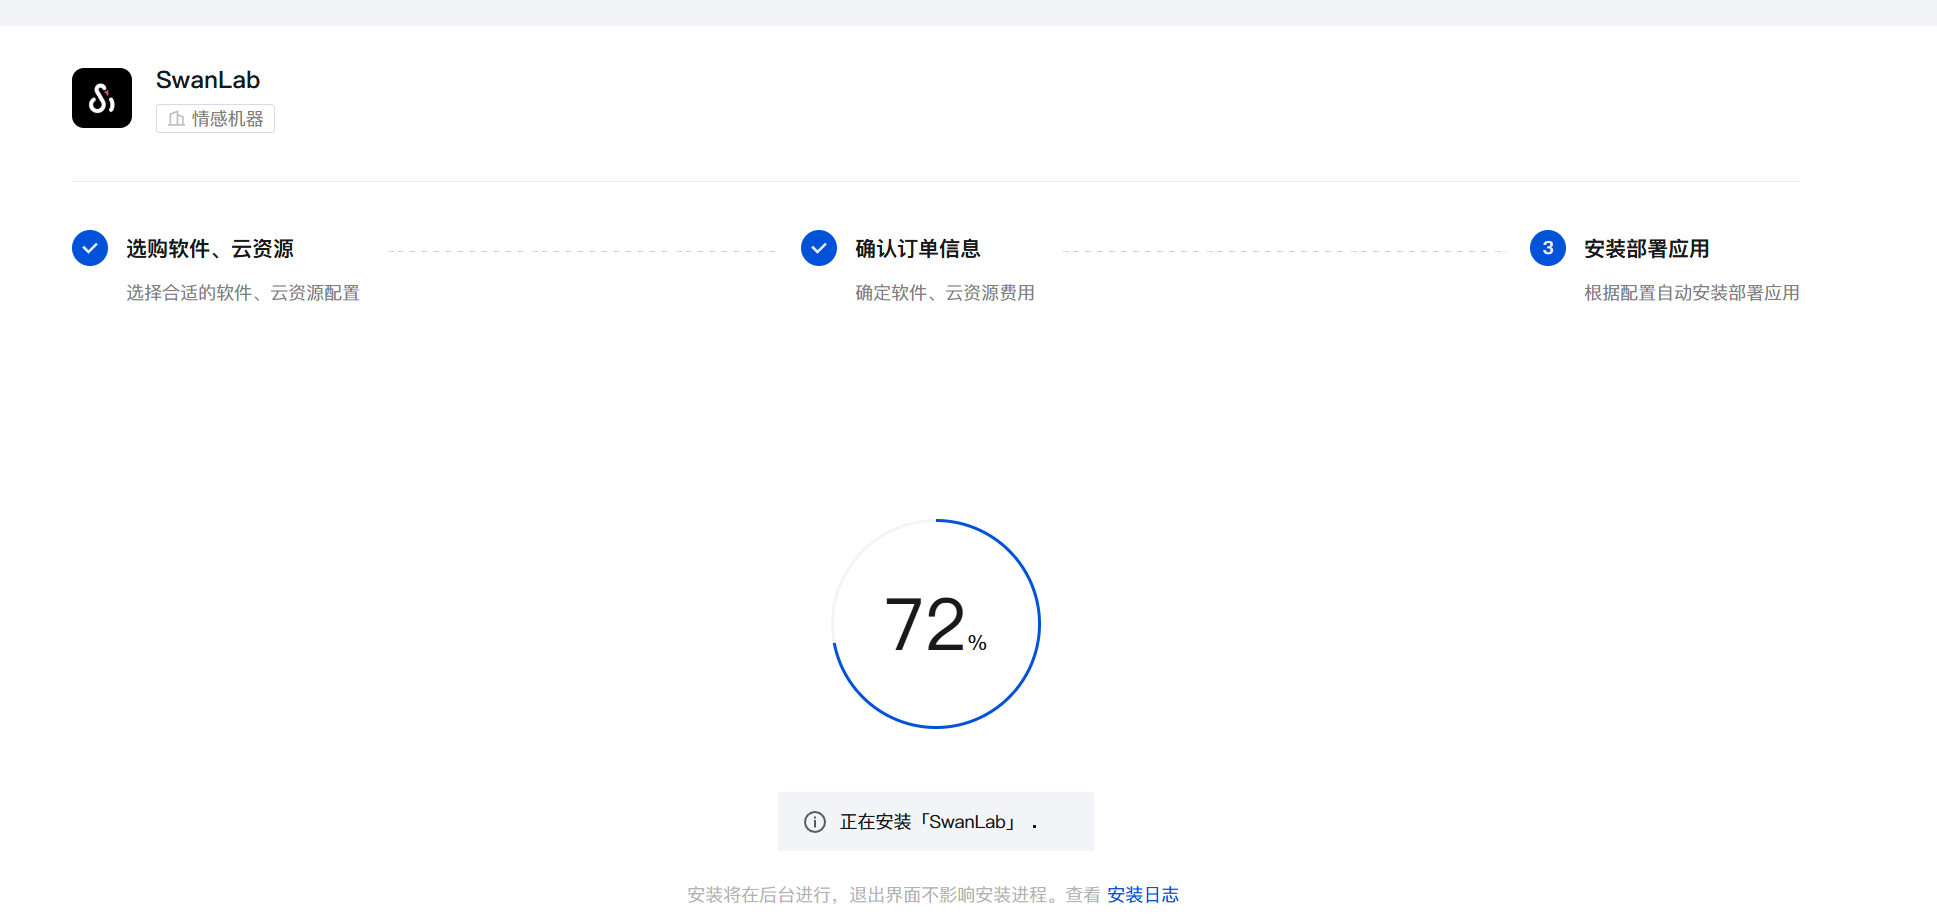 SwanLab
情感机器
选购软件、云资源
选择合适的软件、云资源配置
确认订单信息
确定软件、云资源费用
3
安装部署应用
根据配置自动安装部署应用
72%
正在安装「SwanLab」 .
安装将在后台进行，退出界面不影响安装进程。查看 安装日志